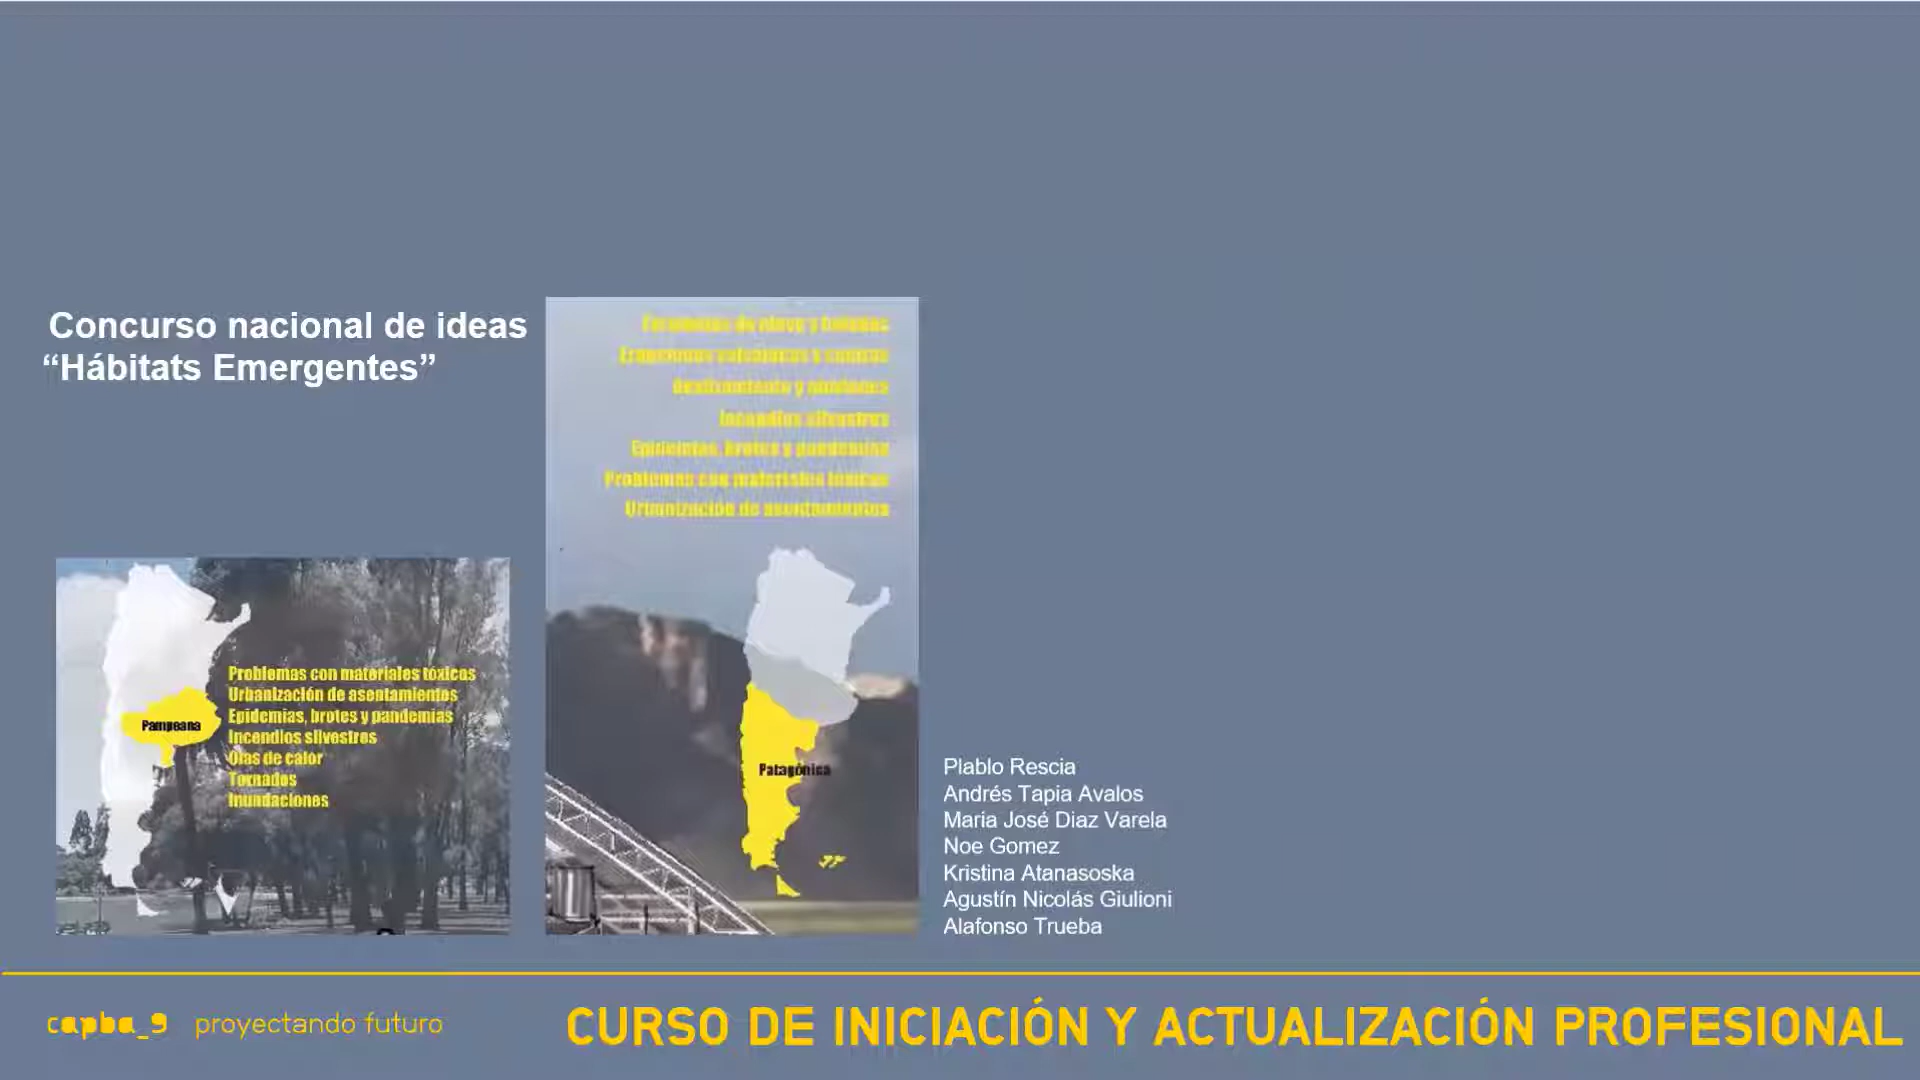 Concurso nacional de ideas
“Hábitats Emergentes”
Problemas con materiales tóxicos
Urbanización de asentamientos
Epidemias, brotes y pandemias
Incendios silvestres
Olas de calor
Tornados
Inundaciones
Pampeana
Incendios silvestres
Epidemias, brotes y pandemias
Problemas con materiales tóxicos
Urbanización de asentamientos
Patagónica
Plablo Rescia
Andrés Tapia Avalos
Maria José Diaz Varela
Noe Gomez
Kristina Atanasoska
Agustín Nicolás Giulioni
Alafonso Trueba
capba_9 proyectando futuro
CURSO DE INICIACIÓN Y ACTUALIZACIÓN PROFESIONAL